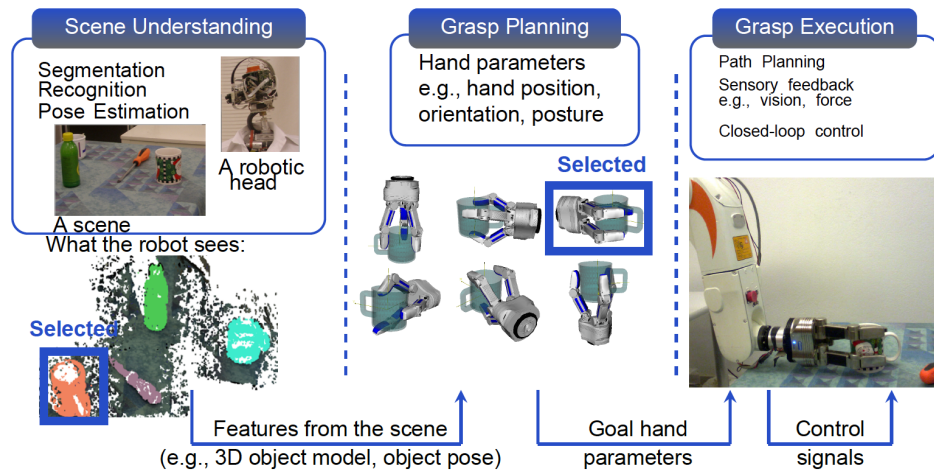 Scene Understanding
Segmentation
Recognition
Pose Estimation
A robotic
head
A scene
What the robot sees:
Selected
Grasp Planning
Hand parameters
e.g., hand position,
orientation, posture
Selected
Grasp Execution
Path Planning
Sensory feedback
e.g., vision, force
Closed-loop control
Features from the scene
(e.g., 3D object model, object pose)
Goal hand
parameters
Control
signals